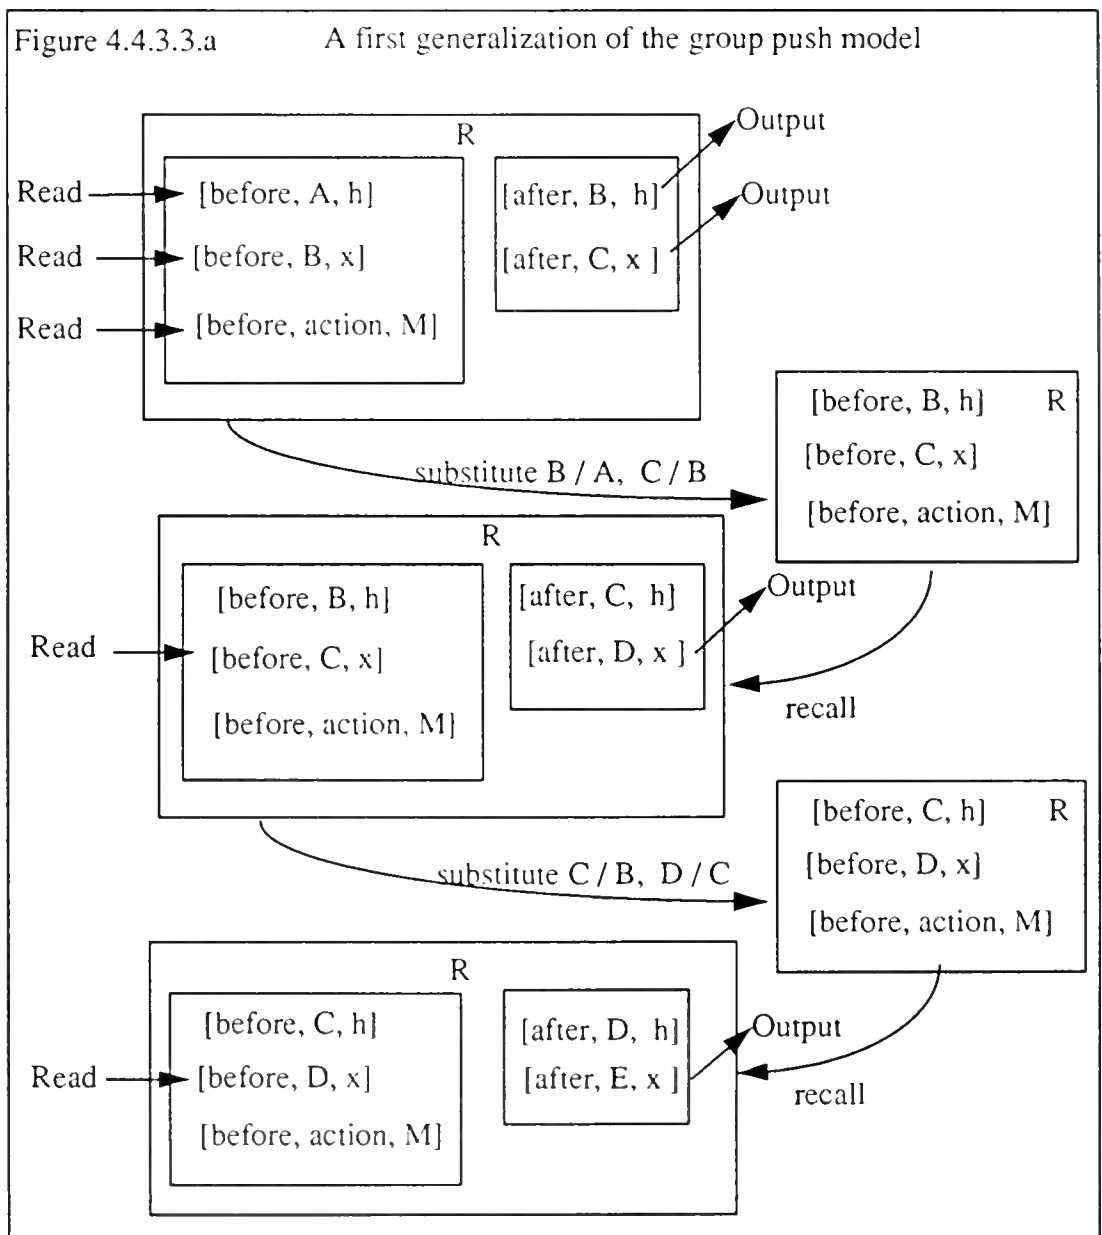 Figure 4.4.3.3.a A first generalization of the group push model
Output
R
Read [before, A, h] [after, B, h] Output
Read [before, B, x] [after, C, x ]
Read [before, action, M]
[before, B, h] R
[before, C, x]
substitute B / A, C / B
[before, action, M]
R
[before, B, h] [after, C, h] Output
Read [before, C, x] [after, D, x ]
recall
[before, action, M]
[before, C, h] R
[before, D, x]
substitute C / B, D / C
[before, action, M]
R
[before, C, h] [after, D, h] Output
Read [before, D, x] [after, E, x ]
recall
[before, action, M]